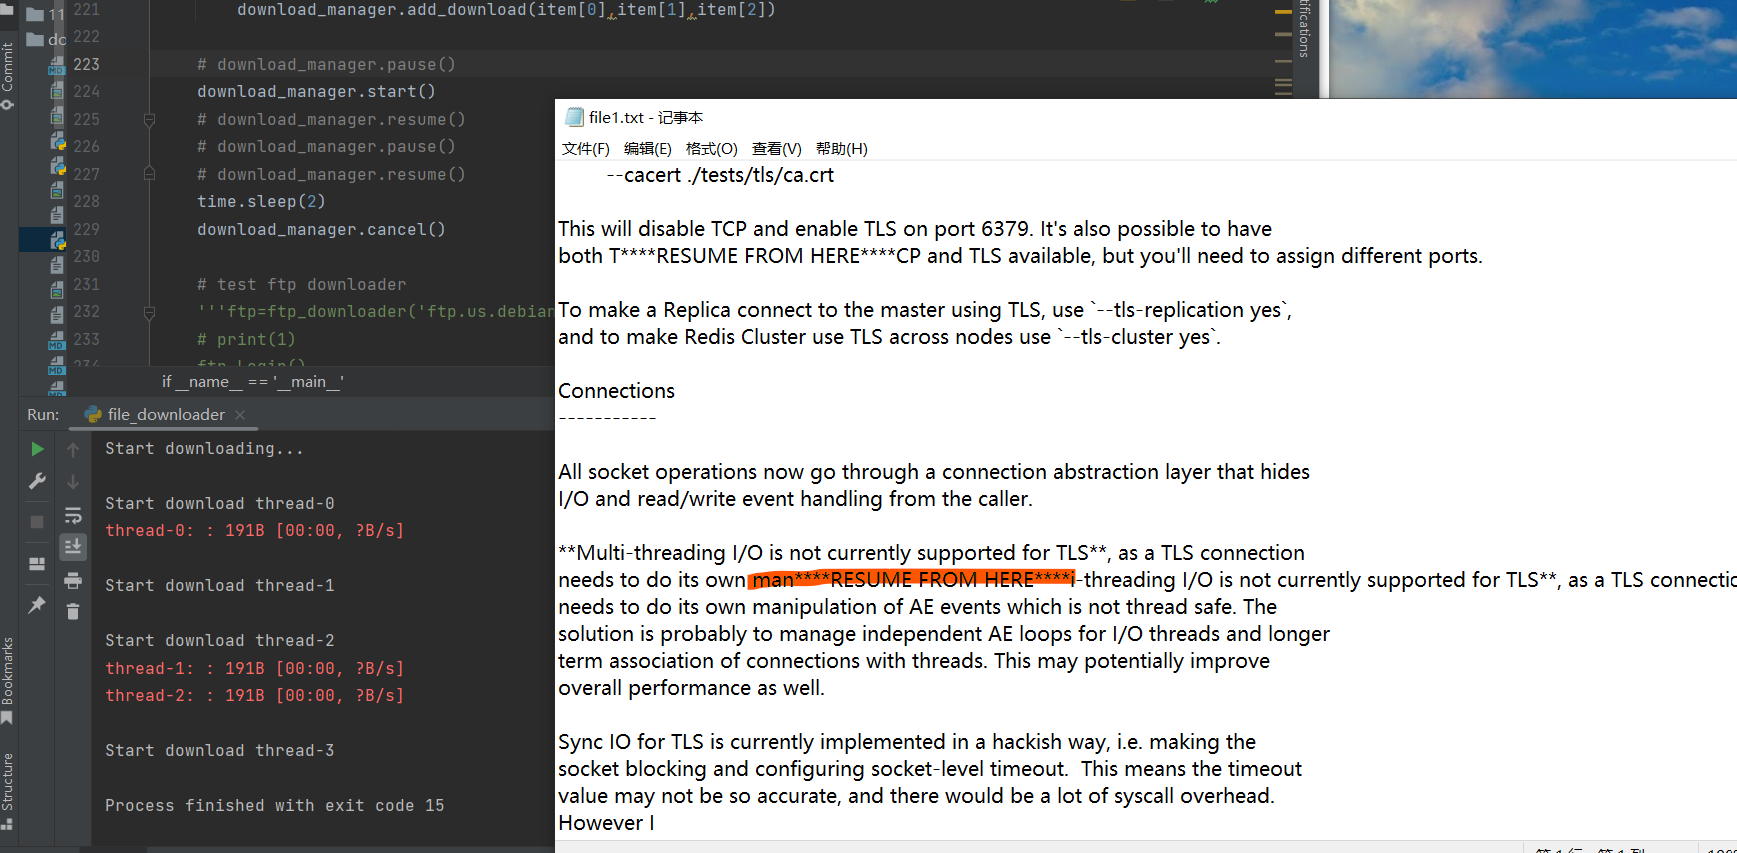 Commit
11
do
221 download_manager.add_download(item[0],item[1],item[2])
222
223 # download_manager.pause()
224 download_manager.start()
225 # download_manager.resume()
226 # download_manager.pause()
227 # download_manager.resume()
228 time.sleep(2)
229 download_manager.cancel()
230
231 # test ftp downloader
232 '''ftp=ftp_downloader('ftp.us.debian
233 # print(1)
234 ftp.Login()
if __name__ == '__main__'
Run: file_downloader ×
Start downloading...
Start download thread-0
thread-0: : 191B [00:00, ?B/s]
Start download thread-1
Start download thread-2
thread-1: : 191B [00:00, ?B/s]
thread-2: : 191B [00:00, ?B/s]
Start download thread-3
Process finished with exit code 15
Bookmarks
Structure
tifications
file1.txt - 记事本
文件(F) 编辑(E) 格式(O) 查看(V) 帮助(H)
--cacert ./tests/tls/ca.crt
This will disable TCP and enable TLS on port 6379. It's also possible to have
both T****RESUME FROM HERE****CP and TLS available, but you'll need to assign different ports.
To make a Replica connect to the master using TLS, use `--tls-replication yes`,
and to make Redis Cluster use TLS across nodes use `--tls-cluster yes`.
Connections
-----------
All socket operations now go through a connection abstraction layer that hides
I/O and read/write event handling from the caller.
**Multi-threading I/O is not currently supported for TLS**, as a TLS connection
needs to do its own man****RESUME FROM HERE****i-threading I/O is not currently supported for TLS**, as a TLS connectio
needs to do its own manipulation of AE events which is not thread safe. The
solution is probably to manage independent AE loops for I/O threads and longer
term association of connections with threads. This may potentially improve
overall performance as well.
Sync IO for TLS is currently implemented in a hackish way, i.e. making the
socket blocking and configuring socket-level timeout.  This means the timeout
value may not be so accurate, and there would be a lot of syscall overhead.
However I